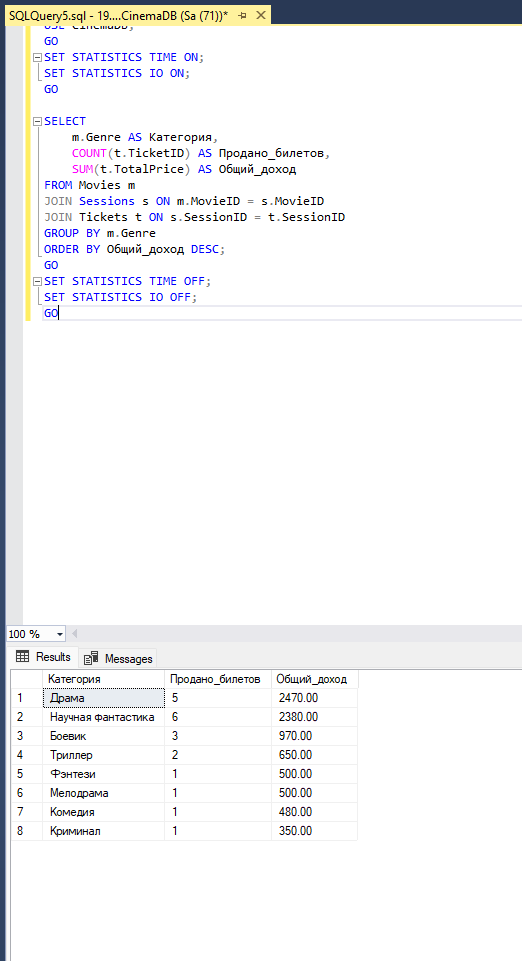 SQLQuery5.sql - 19....CinemaDB (Sa (71))*
USE CinemaDB;
GO
SET STATISTICS TIME ON;
SET STATISTICS IO ON;
GO
SELECT
m.Genre AS Категория,
COUNT(t.TicketID) AS Продано_билетов,
SUM(t.TotalPrice) AS Общий_доход
FROM Movies m
JOIN Sessions s ON m.MovieID = s.MovieID
JOIN Tickets t ON s.SessionID = t.SessionID
GROUP BY m.Genre
ORDER BY Общий_доход DESC;
GO
SET STATISTICS TIME OFF;
SET STATISTICS IO OFF;
GO
100 %
Results Messages
Категория Продано_билетов Общий_доход
1 Драма 5 2470.00
2 Научная фантастика 6 2380.00
3 Боевик 3 970.00
4 Триллер 2 650.00
5 Фэнтези 1 500.00
6 Мелодрама 1 500.00
7 Комедия 1 480.00
8 Криминал 1 350.00